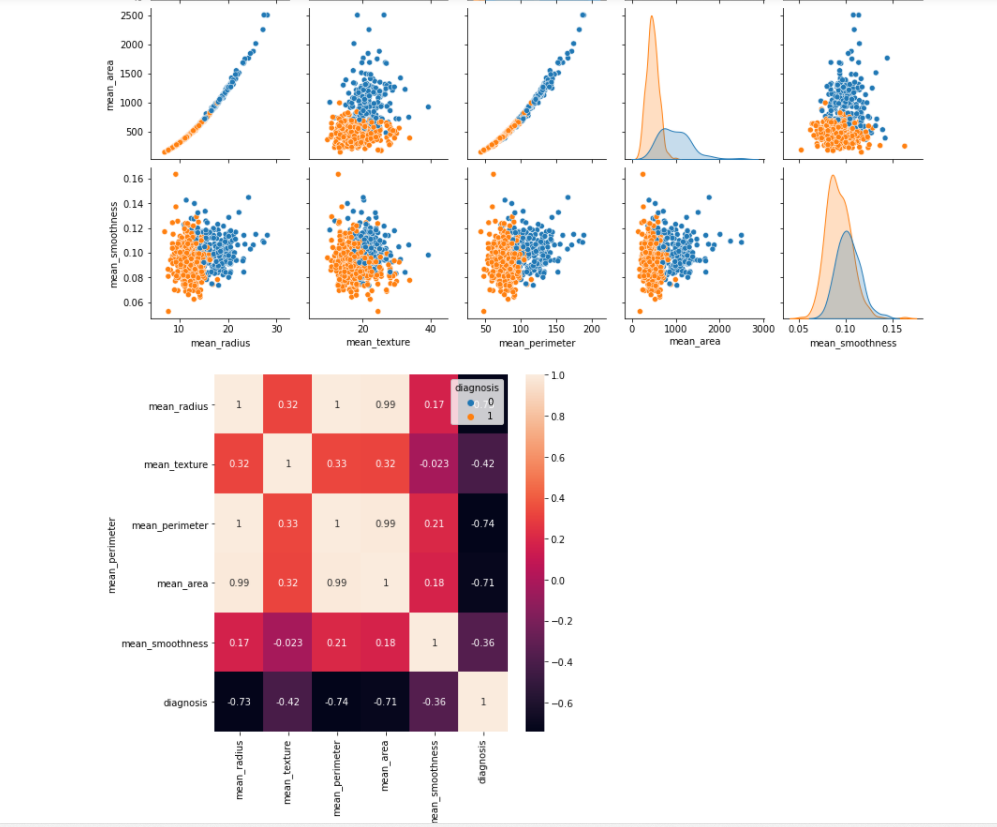 2500
2000
1500
1000
500
mean_area
0.16
0.14
0.12
0.10
0.08
0.06
mean_smoothness
10 20 30
20 40
50 100 150 200
0 1000 2000 3000
0.05 0.10 0.15
mean_radius
mean_texture
mean_perimeter
mean_area
mean_smoothness
diagnosis
0
1
mean_radius 1 0.32 1 0.99 0.17
mean_texture 0.32 1 0.33 0.32 -0.023 -0.42
mean_perimeter 1 0.33 1 0.99 0.21 -0.74
mean_area 0.99 0.32 0.99 1 0.18 -0.71
mean_smoothness 0.17 -0.023 0.21 0.18 1 -0.36
diagnosis -0.73 -0.42 -0.74 -0.71 -0.36 1
mean_perimeter
mean_radius
mean_texture
mean_perimeter
mean_area
mean_smoothness
diagnosis
1.0
0.8
0.6
0.4
0.2
0.0
−0.2
−0.4
−0.6